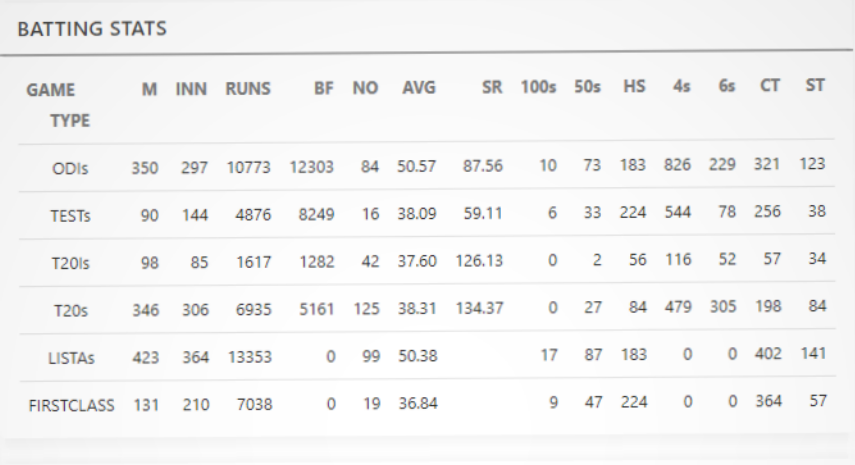 BATTING STATS
GAME TYPE M INN RUNS BF NO AVG SR 100s 50s HS 4s 6s CT ST
ODIs 350 297 10773 12303 84 50.57 87.56 10 73 183 826 229 321 123
TESTs 90 144 4876 8249 16 38.09 59.11 6 33 224 544 78 256 38
T20Is 98 85 1617 1282 42 37.60 126.13 0 2 56 116 52 57 34
T20s 346 306 6935 5161 125 38.31 134.37 0 27 84 479 305 198 84
LISTAs 423 364 13353 0 99 50.38 17 87 183 0 0 402 141
FIRSTCLASS 131 210 7038 0 19 36.84 9 47 224 0 0 364 57